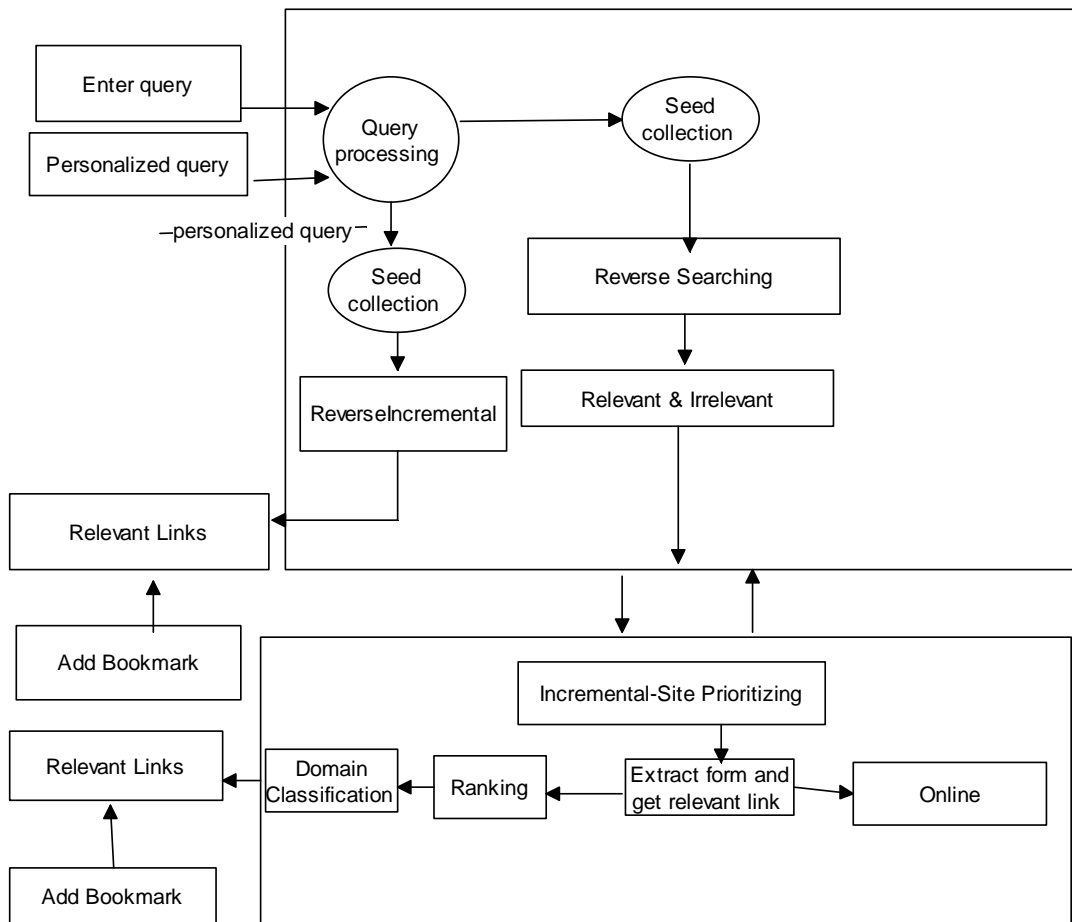 Enter query
Personalized query
Query
processing
Seed
collection
—personalized query—
Seed
collection
Reverse Searching
ReverseIncremental
Relevant & Irrelevant
Relevant Links
Add Bookmark
Incremental-Site Prioritizing
Relevant Links
Domain
Classification
Ranking
Extract form and
get relevant link
Online
Add Bookmark